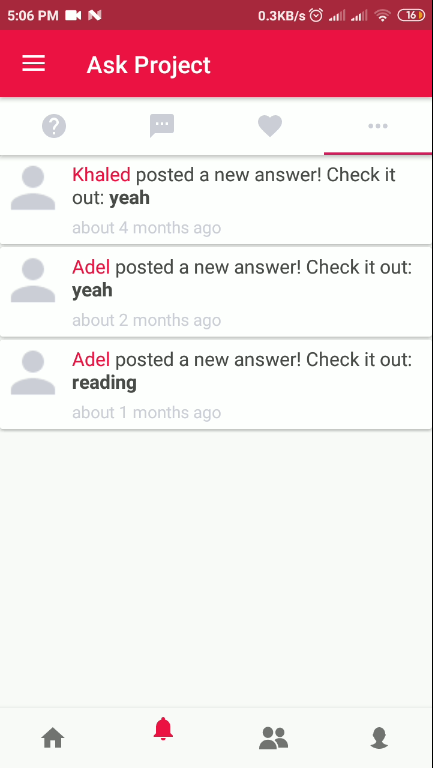 5:06 PM 0.3KB/s 16
Ask Project
Khaled posted a new answer! Check it
out: yeah
about 4 months ago
Adel posted a new answer! Check it out:
yeah
about 2 months ago
Adel posted a new answer! Check it out:
reading
about 1 months ago